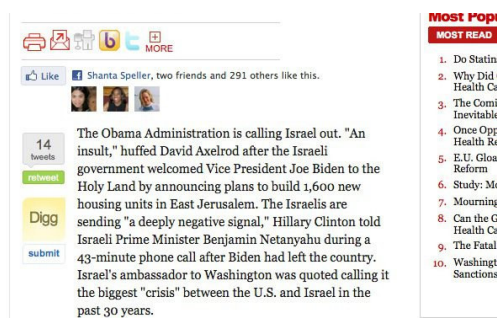 MORE
Like
Shanta Speller, two friends and 291 others like this.
14
tweets
retweet
Digg
submit
The Obama Administration is calling Israel out. "An
insult," huffed David Axelrod after the Israeli
government welcomed Vice President Joe Biden to the
Holy Land by announcing plans to build 1,600 new
housing units in East Jerusalem. The Israelis are
sending "a deeply negative signal," Hillary Clinton told
Israeli Prime Minister Benjamin Netanyahu during a
43-minute phone call after Biden had left the country.
Israel's ambassador to Washington was quoted calling it
the biggest "crisis" between the U.S. and Israel in the
past 30 years.
Most Popu
MOST READ
1. Do Statin
2. Why Did
Health Ca
3. The Comi
Inevitable
4. Once Opp
Health Re
5. E.U. Gloa
Reform
6. Study: Mo
7. Mourning
8. Can the G
Health Ca
9. The Fatal
10. Washingt
Sanctions